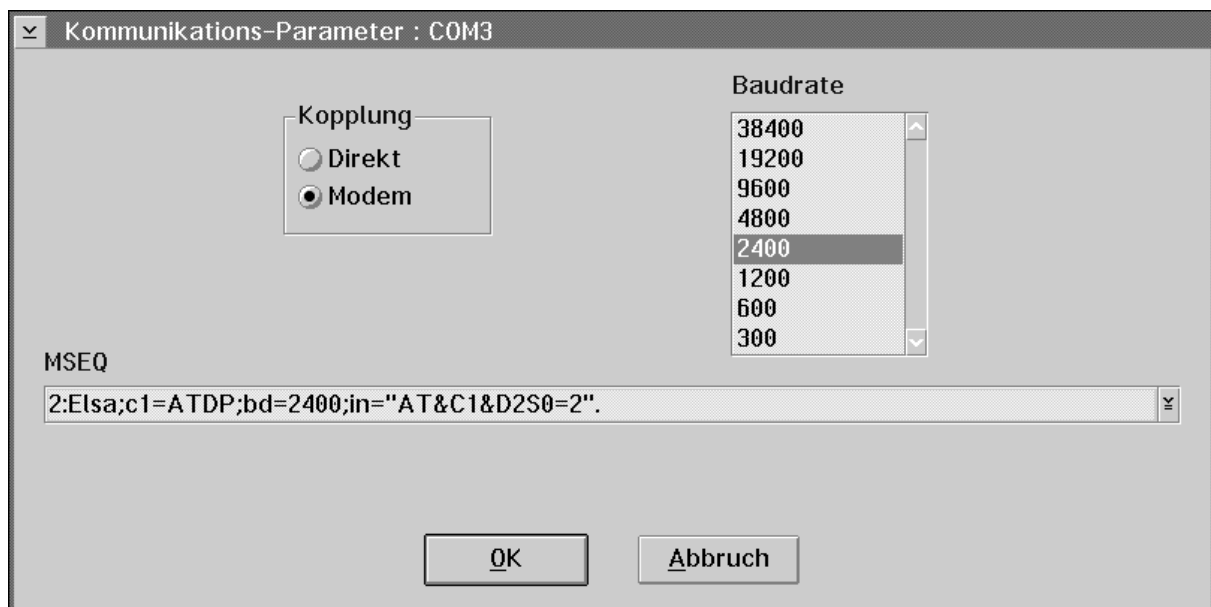 Kommunikations-Parameter : COM3
Baudrate
Kopplung
Direkt
Modem
38400
19200
9600
4800
2400
1200
600
300
MSEQ
2:Elsa;c1=ATDP;bd=2400;in="AT&C1&D2S0=2".
OK
Abbruch